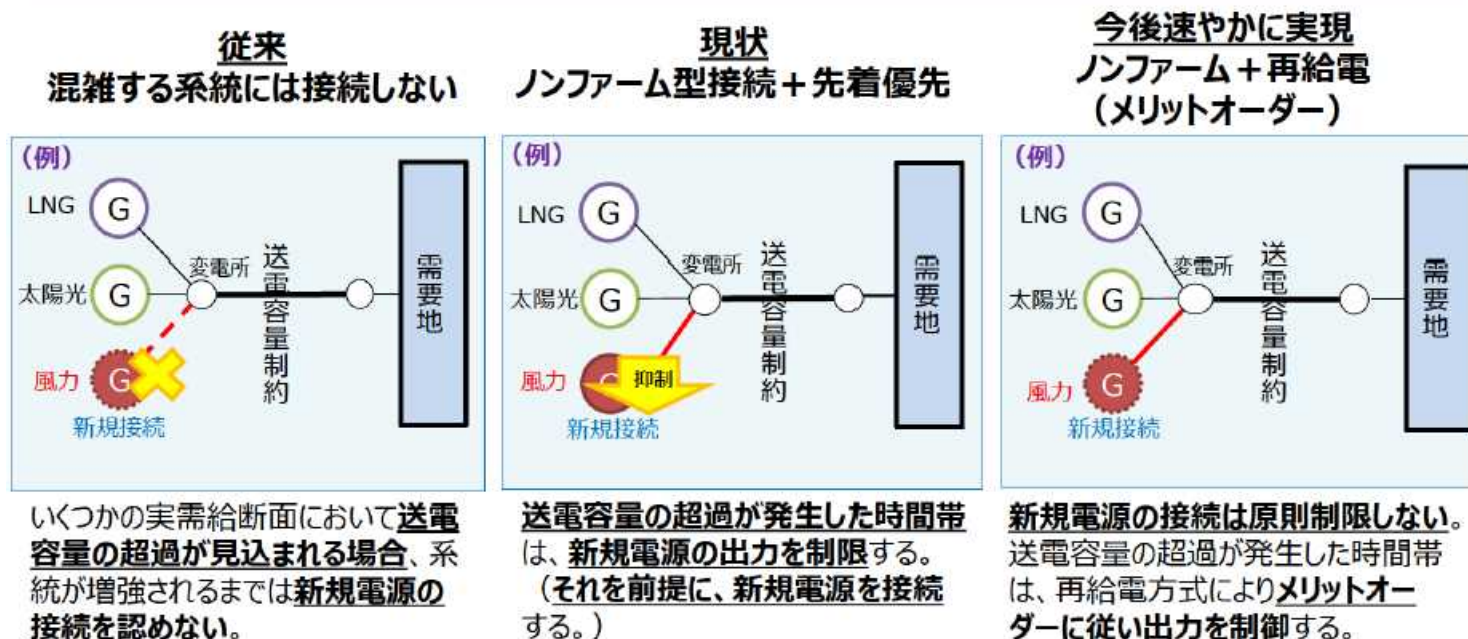 従来
混雑する系統には接続しない
(例)
LNG
G
太陽光
G
風力
G
新規接続
変電所
送電容量制約
需要地
いくつかの実需給断面において送電
容量の超過が見込まれる場合、系
統が増強されるまでは新規電源の
接続を認めない。
現状
ノンファーム型接続+先着優先
(例)
LNG
G
太陽光
G
風力
G
抑制
新規接続
変電所
送電容量制約
需要地
送電容量の超過が発生した時間帯
は、新規電源の出力を制限する。
(それを前提に、新規電源を接続
する。)
今後速やかに実現
ノンファーム+再給電
(メリットオーダー)
(例)
LNG
G
太陽光
G
風力
G
新規接続
変電所
送電容量制約
需要地
新規電源の接続は原則制限しない。
送電容量の超過が発生した時間帯
は、再給電方式によりメリットオー
ダーに従い出力を制御する。